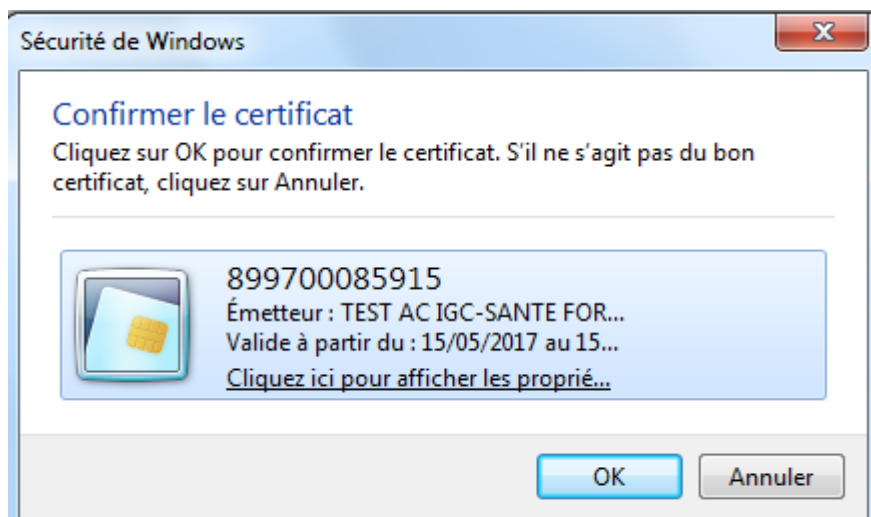 Sécurité de Windows
Confirmer le certificat
Cliquez sur OK pour confirmer le certificat. S'il ne s'agit pas du bon
certificat, cliquez sur Annuler.
899700085915
Émetteur : TEST AC IGC-SANTE FOR...
Valide à partir du : 15/05/2017 au 15...
Cliquez ici pour afficher les proprié...
OK
Annuler